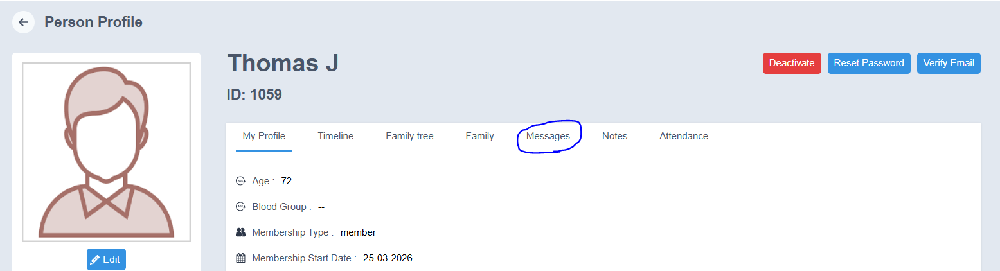 Person Profile
Thomas J
Deactivate Reset Password Verify Email
ID: 1059
My Profile Timeline Family tree Family Messages Notes Attendance
Age : 72
Blood Group : --
Membership Type : member
Membership Start Date : 25-03-2026
Edit